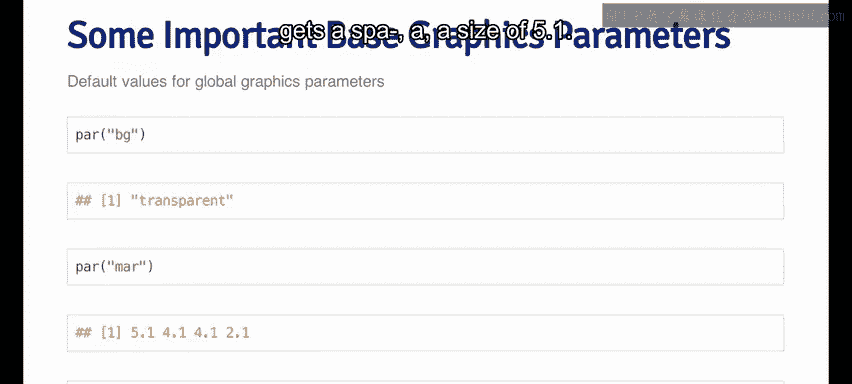 gets a spa-, a, a size of 5.1.
Some Important Base Graphics Parameters
Default values for global graphics parameters
par("bg")
## [1] "transparent"
par("mar")
## [1] 5.1 4.1 4.1 2.1